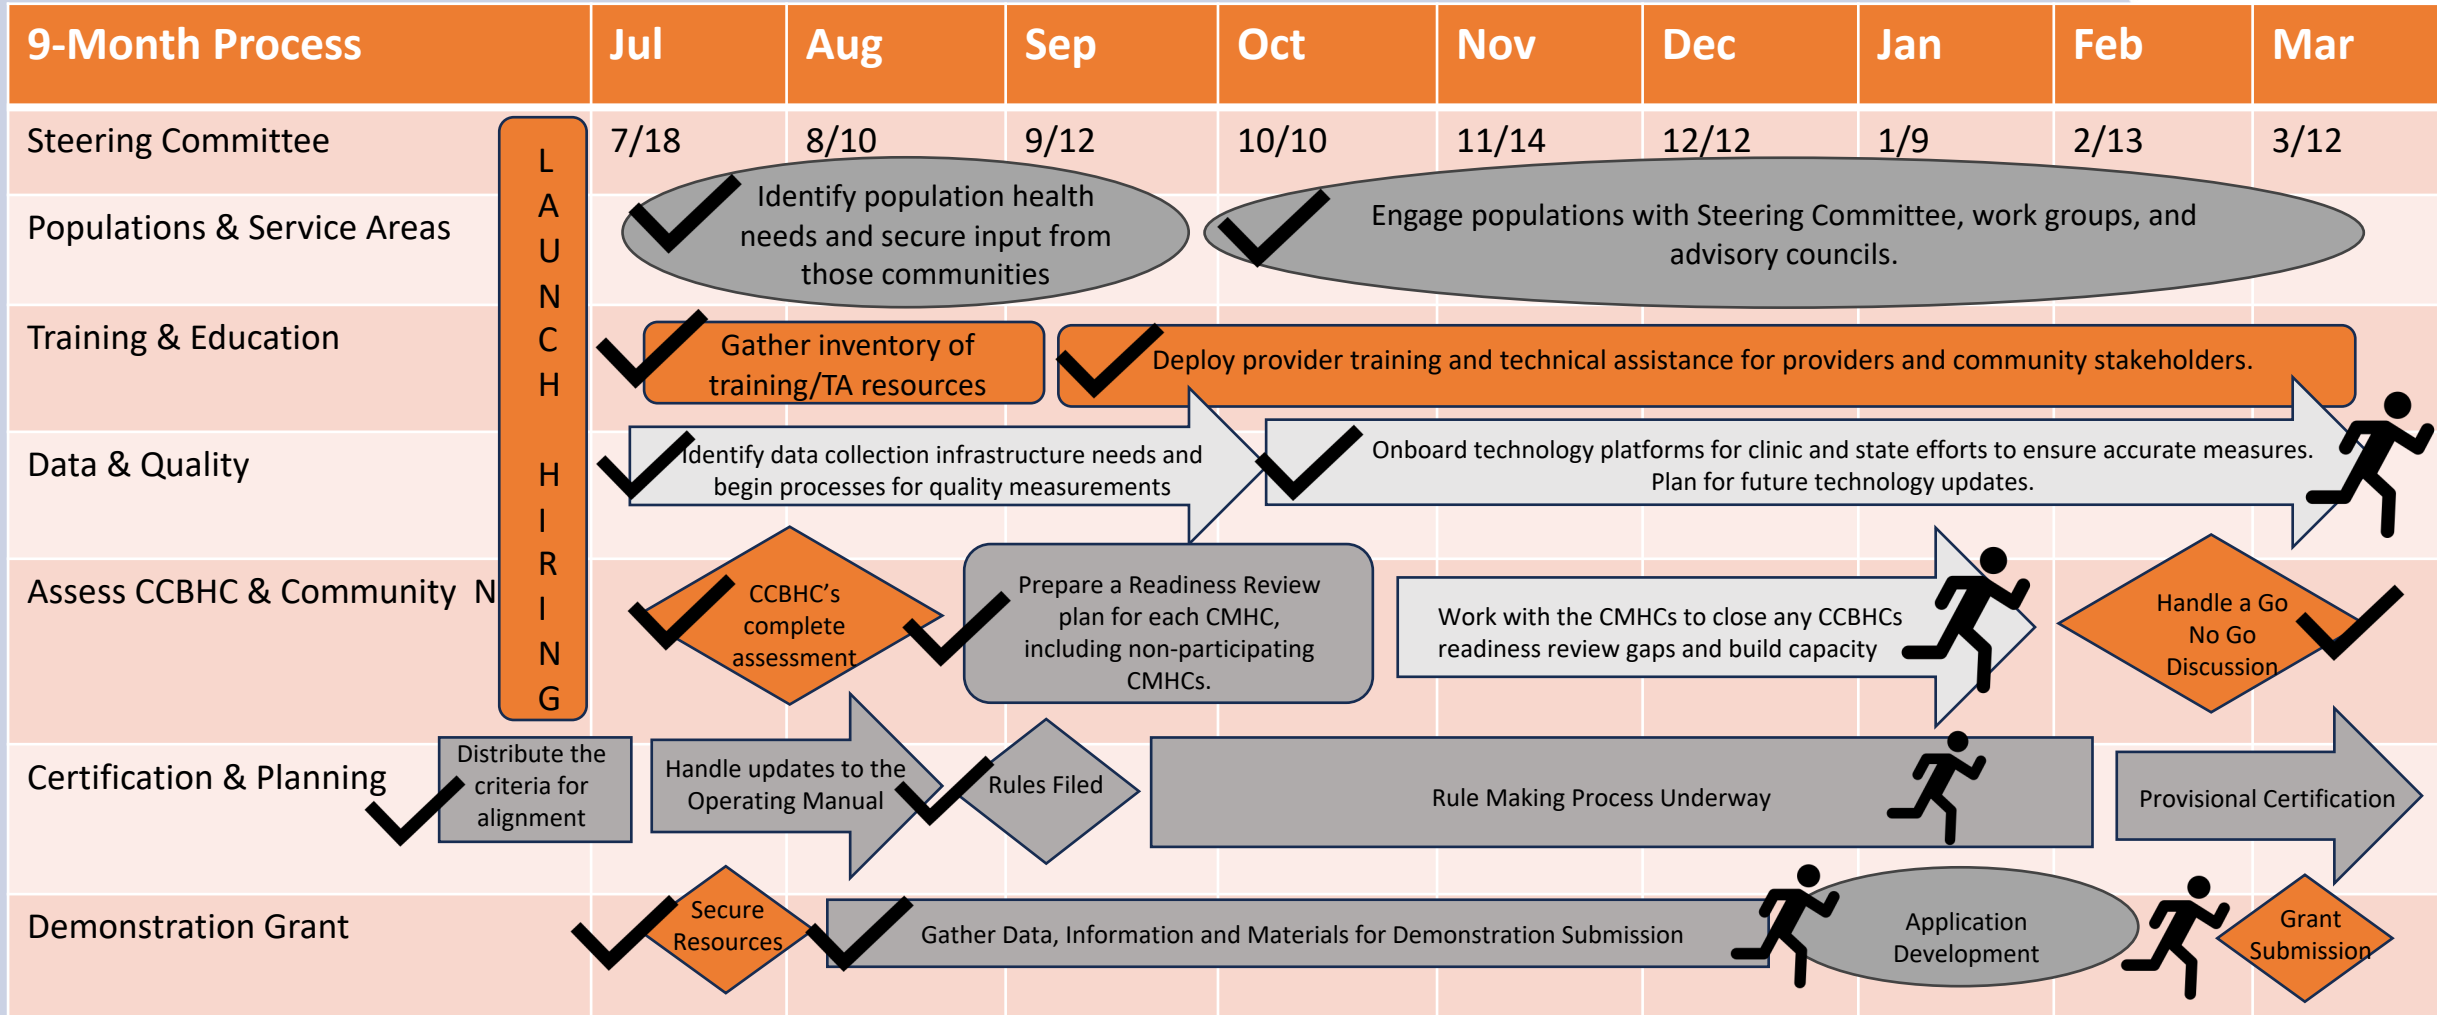 9-Month Process
Jul
Aug
Sep
Oct
Nov
Dec
Jan
Feb
Mar
Steering Committee
7/18
8/10
9/12
10/10
11/14
12/12
1/9
2/13
3/12
L
A
U
N
C
H
H
I
R
I
N
G
Populations & Service Areas
Identify population health
needs and secure input from
those communities
Engage populations with Steering Committee, work groups, and
advisory councils.
Training & Education
Gather inventory of
training/TA resources
Deploy provider training and technical assistance for providers and community stakeholders.
Data & Quality
Identify data collection infrastructure needs and
begin processes for quality measurements
Onboard technology platforms for clinic and state efforts to ensure accurate measures.
Plan for future technology updates.
Assess CCBHC & Community N
CCBHC's
complete
assessment
Prepare a Readiness Review
plan for each CMHC,
including non-participating
CMHCs.
Work with the CMHCs to close any CCBHCs
readiness review gaps and build capacity
Handle a Go
No Go
Discussion
Certification & Planning
Distribute the
criteria for
alignment
Handle updates to the
Operating Manual
Rules Filed
Rule Making Process Underway
Provisional Certification
Demonstration Grant
Secure
Resources
Gather Data, Information and Materials for Demonstration Submission
Application
Development
Grant
Submission